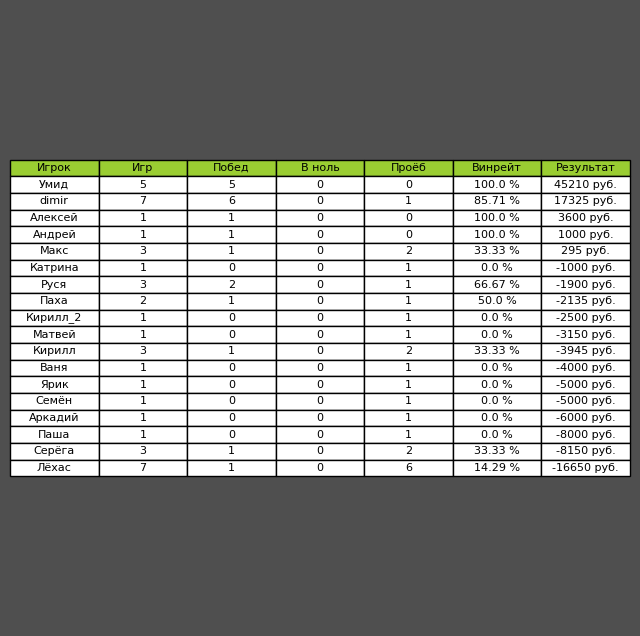 Игрок Игр Побед В ноль Проёб Винрейт Результат
Умид 5 5 0 0 100.0 % 45210 руб.
dimir 7 6 0 1 85.71 % 17325 руб.
Алексей 1 1 0 0 100.0 % 3600 руб.
Андрей 1 1 0 0 100.0 % 1000 руб.
Макс 3 1 0 2 33.33 % 295 руб.
Катрина 1 0 0 1 0.0 % -1000 руб.
Руся 3 2 0 1 66.67 % -1900 руб.
Паха 2 1 0 1 50.0 % -2135 руб.
Кирилл_2 1 0 0 1 0.0 % -2500 руб.
Матвей 1 0 0 1 0.0 % -3150 руб.
Кирилл 3 1 0 2 33.33 % -3945 руб.
Ваня 1 0 0 1 0.0 % -4000 руб.
Ярик 1 0 0 1 0.0 % -5000 руб.
Семён 1 0 0 1 0.0 % -5000 руб.
Аркадий 1 0 0 1 0.0 % -6000 руб.
Паша 1 0 0 1 0.0 % -8000 руб.
Серёга 3 1 0 2 33.33 % -8150 руб.
Лёхас 7 1 0 6 14.29 % -16650 руб.